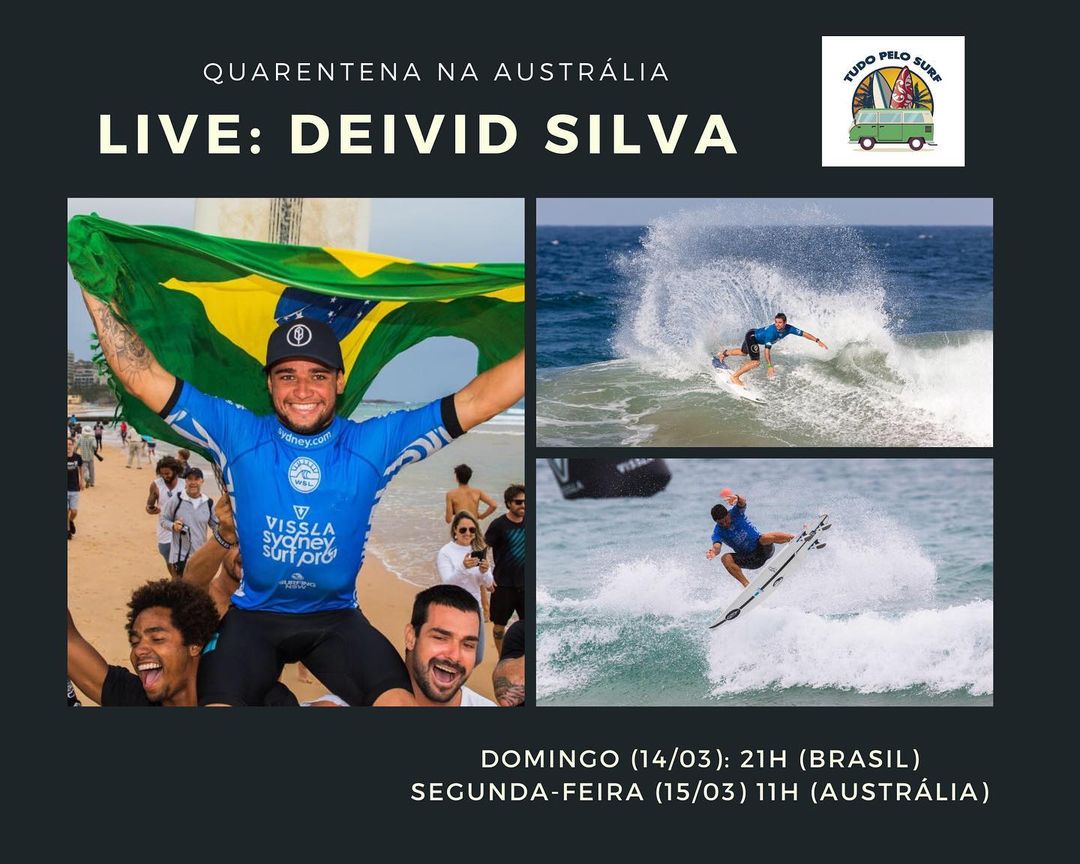 QUARENTENA NA AUSTRÁLIA
LIVE: DEIVID SILVA
TUDO PELO SURF
sydney.com
WSL
VISSLA
sydney
surf pro
SURFING
NSW
VISSLA
DOMINGO (14/03): 21H (BRASIL)
SEGUNDA-FEIRA (15/03) 11H (AUSTRÁLIA)